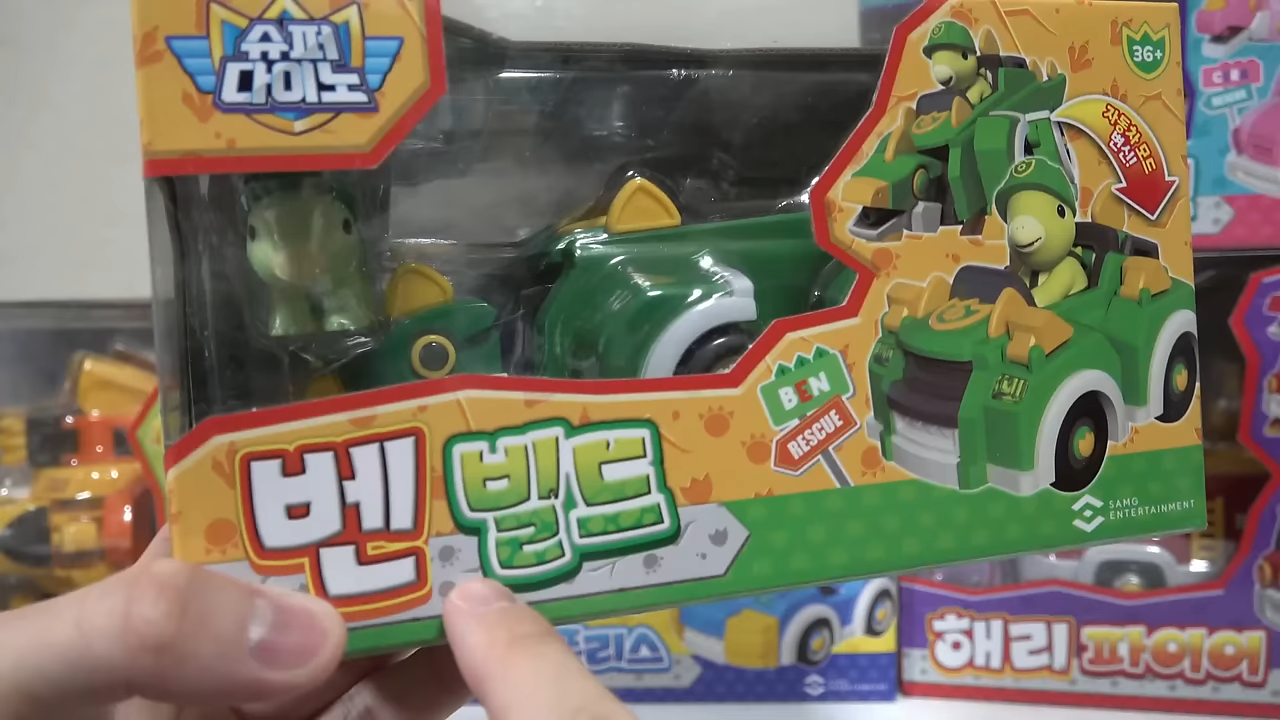 슈퍼
다이노
36+
자동차 모드
변신!!
BEN
RESCUE
벤 빌드
SAMG
ENTERTAINMENT
해리 파이어